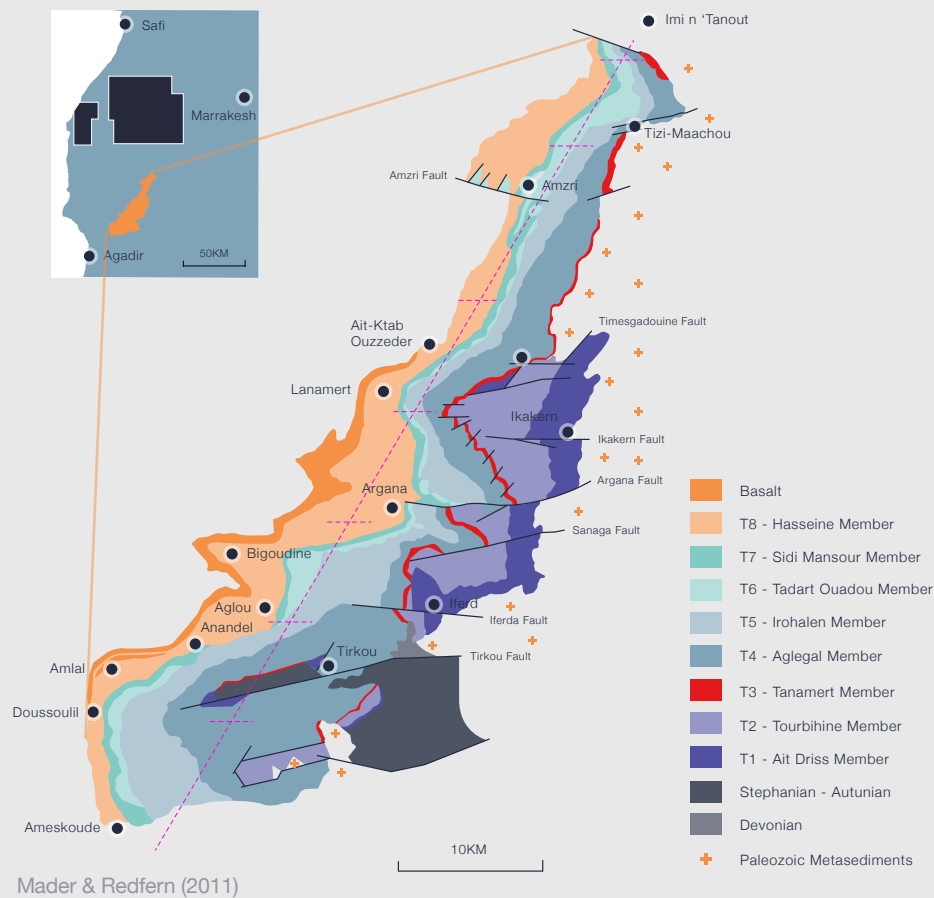 Safi
Marrakesh
Agadir
50KM
Imi n ‘Tanout
Tizi-Maachou
Amzri Fault
Amzri
Timesgadouine Fault
Ait-Ktab
Ouzzeder
Lanamert
Ikakern
Ikakern Fault
Argana Fault
Argana
Sanaga Fault
Bigoudine
Iferd
Aglou
Iferda Fault
Anandel
Tirkou
Tirkou Fault
Amlal
Doussoulil
Ameskoude
10KM
Basalt
T8 - Hasseine Member
T7 - Sidi Mansour Member
T6 - Tadart Ouadou Member
T5 - Irohalen Member
T4 - Aglegal Member
T3 - Tanamert Member
T2 - Tourbihine Member
T1 - Ait Driss Member
Stephanian - Autunian
Devonian
Paleozoic Metasediments
Mader & Redfern (2011)